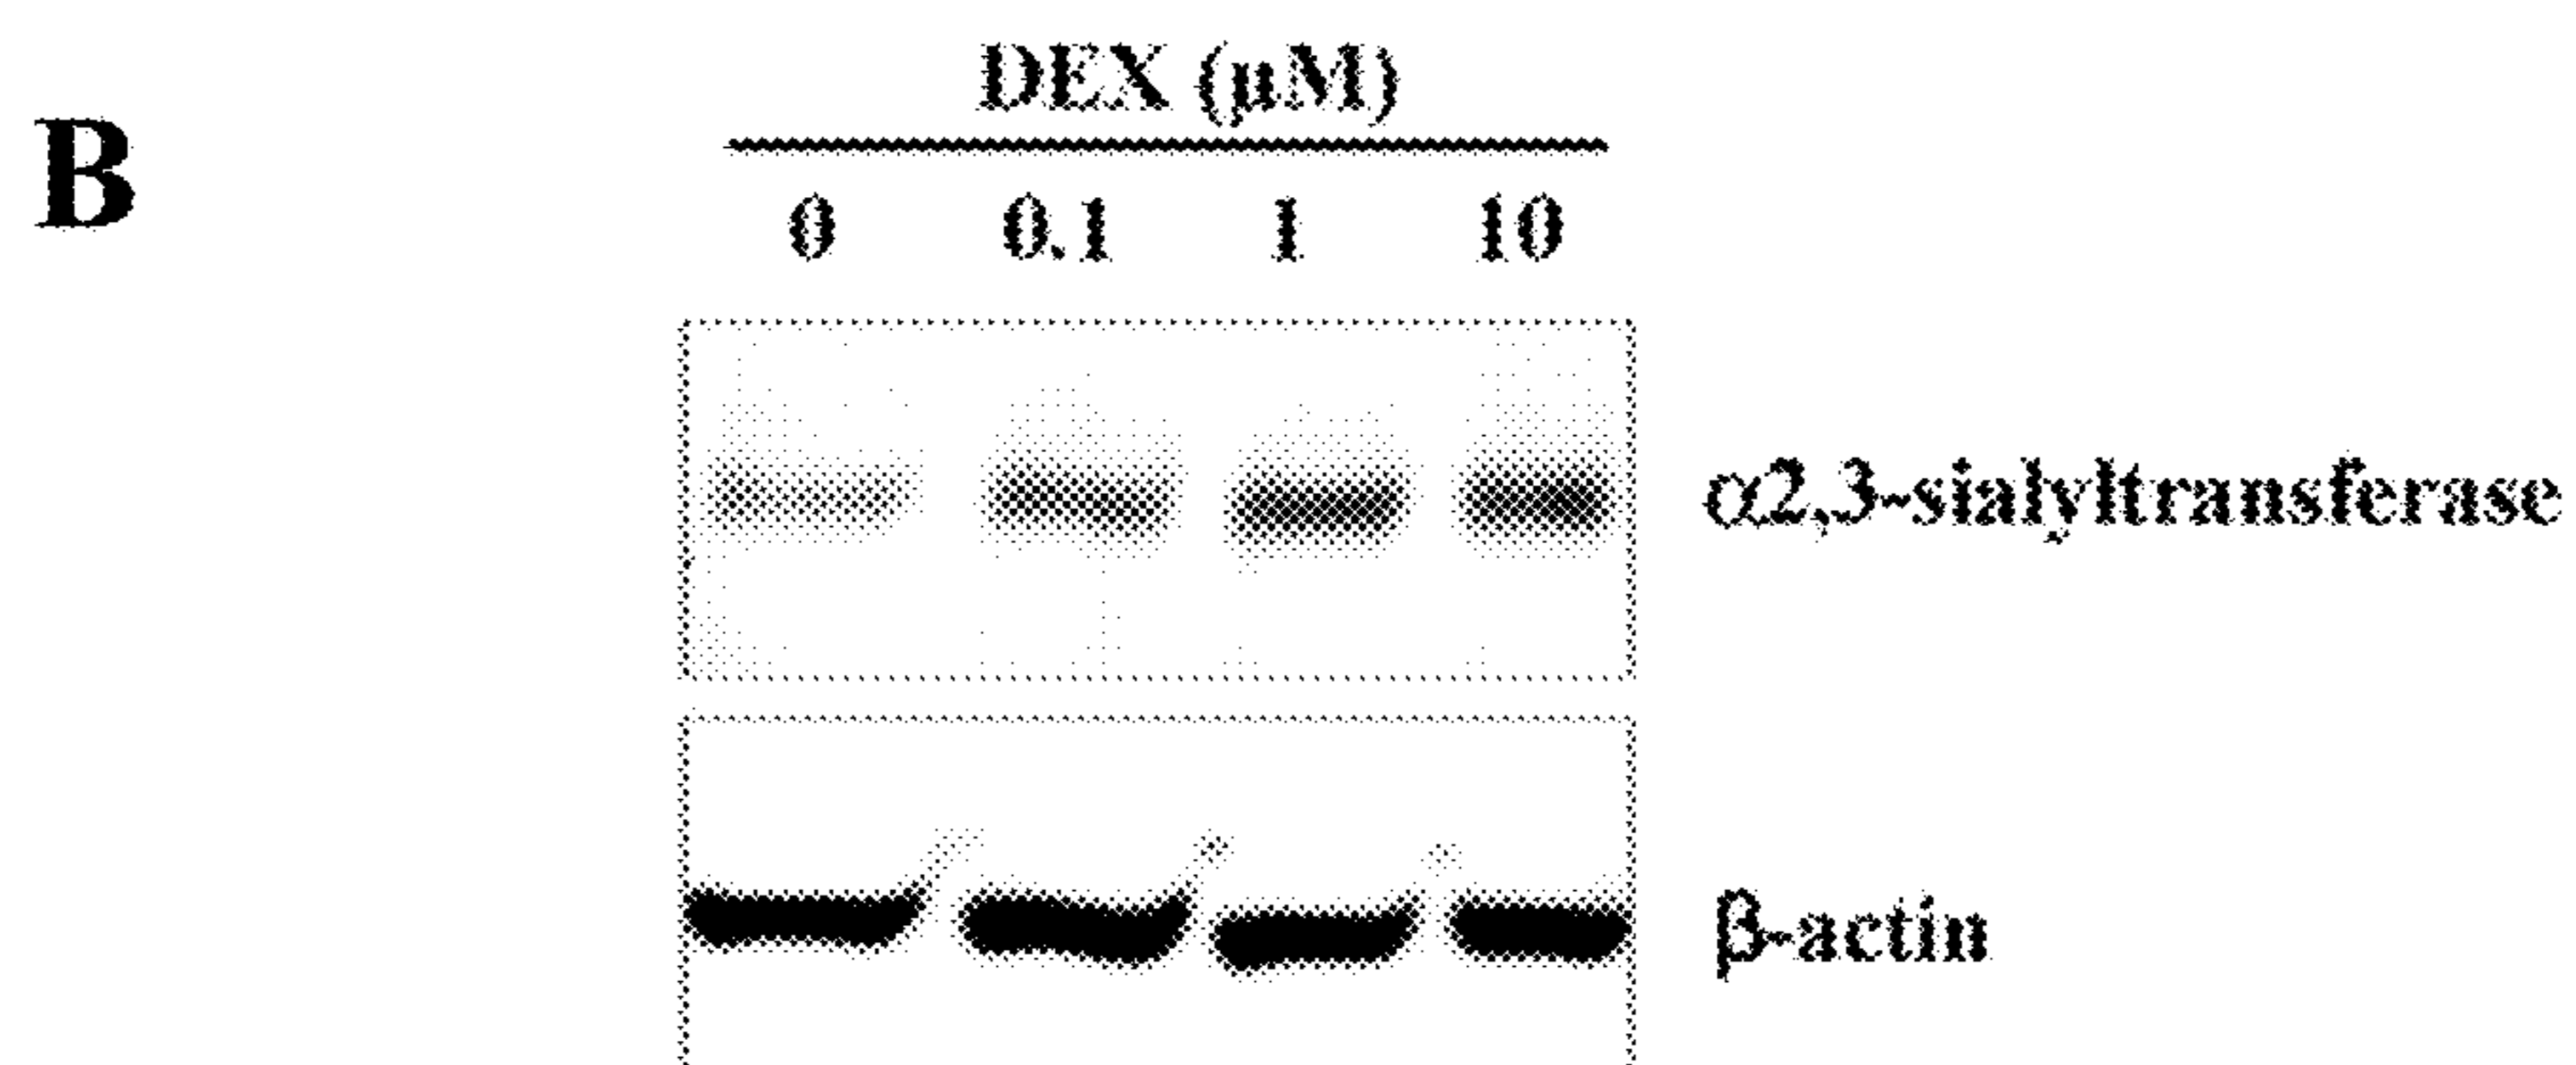 B
DEX (μM)
0 0.1 1 10
α2,3-sialyltransferase
β-actin